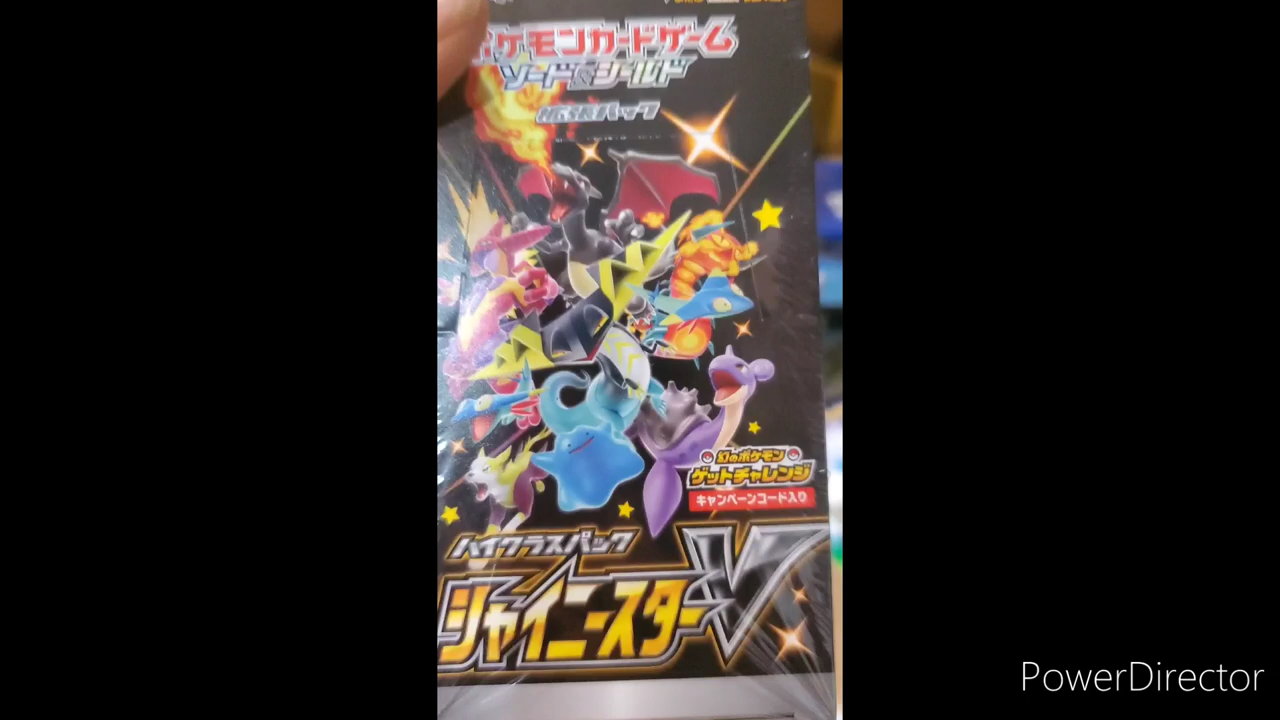 ポケモンカードゲーム
ソード&シールド
拡張パック
幻のポケモン
ゲットチャレンジ
キャンペーンコード入り
ハイクラスパック
シャイニースターV
PowerDirector